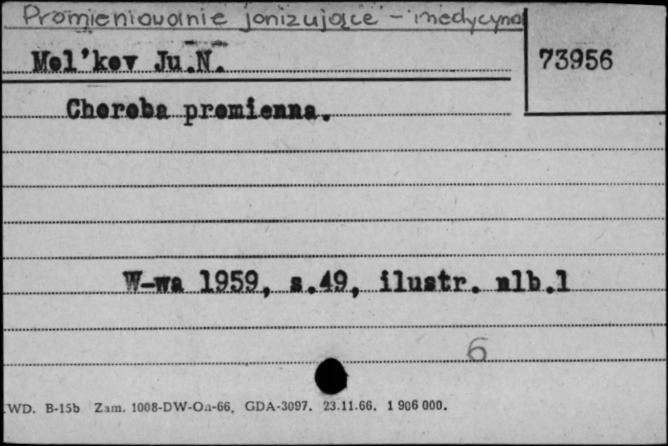 Promieniowanie jonizujące - medycyna
Mel'kov Ju.N.
73956
Choroba promienna.
W-wa 1959, s.49, ilustr. nlb.1
6
WD. B-15b Zam. 1008-DW-On-66. GDA-3097. 23.11.66. 1 906 000.